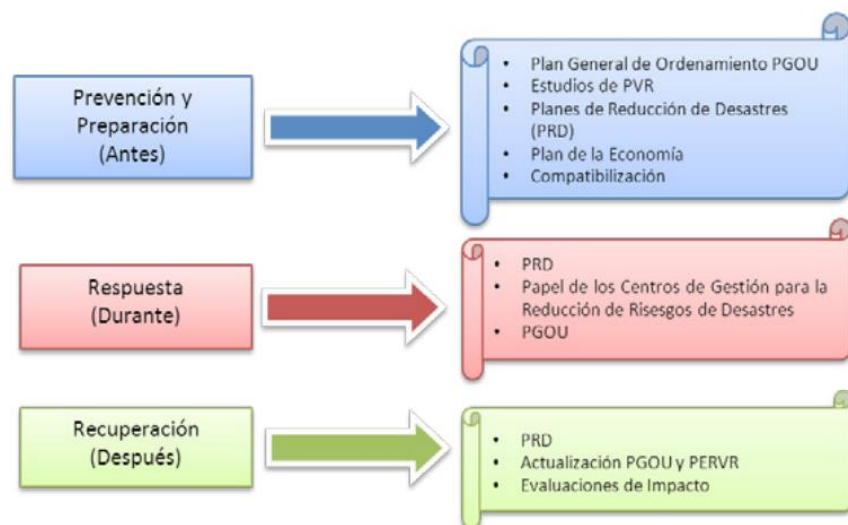 Prevención y
Preparación
(Antes)
• Plan General de Ordenamiento PGOU
• Estudios de PVR
• Planes de Reducción de Desastres
(PRD)
• Plan de la Economía
• Compatibilización
Respuesta
(Durante)
• PRD
• Papel de los Centros de Gestión para la
Reducción de Risesgos de Desastres
• PGOU
Recuperación
(Después)
• PRD
• Actualización PGOU y PERVR
• Evaluaciones de Impacto